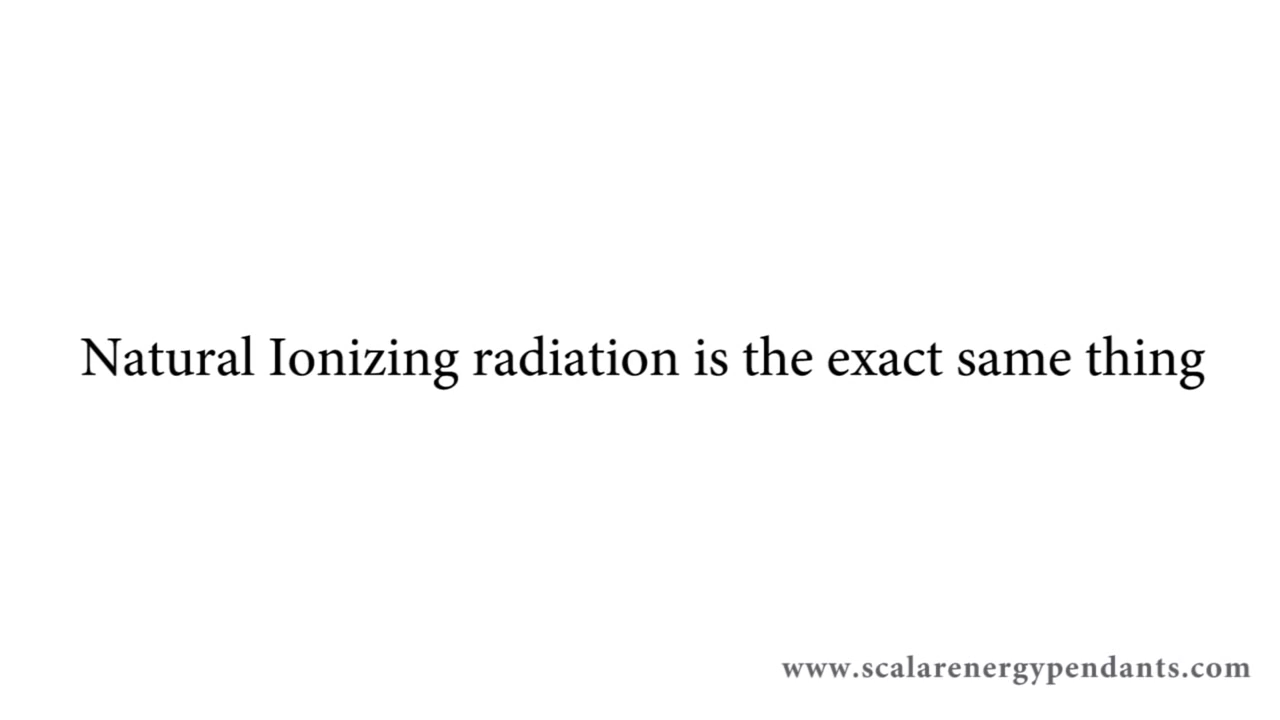 Natural Ionizing radiation is the exact same thing
www.scalarenergypendants.com